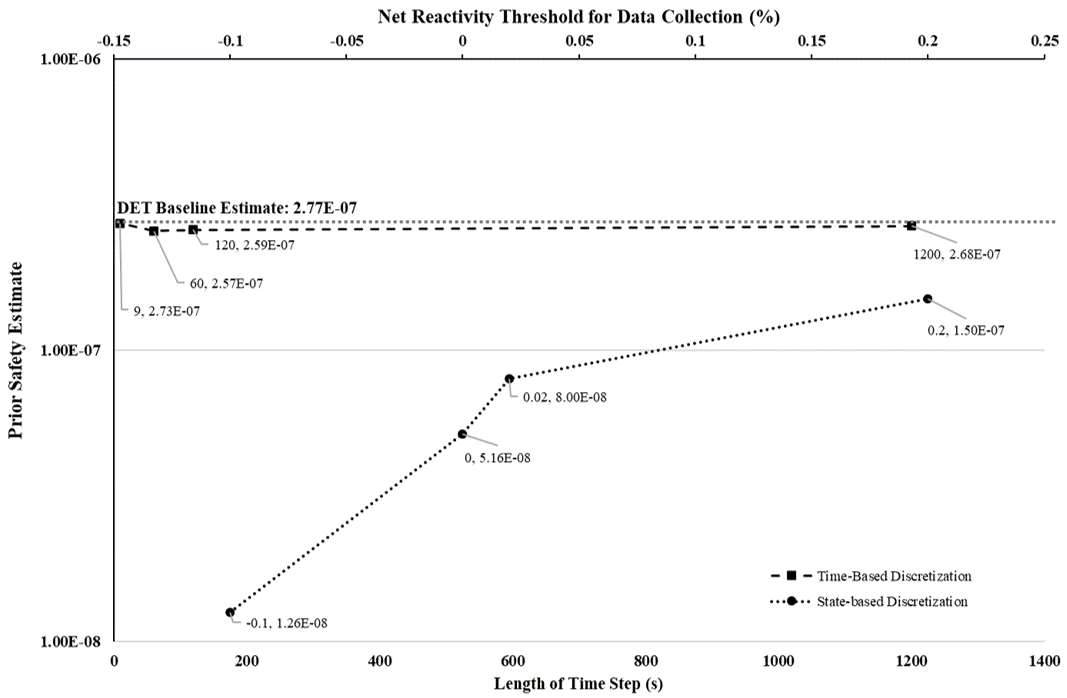 Net Reactivity Threshold for Data Collection (%)
-0.15 -0.1 -0.05 0 0.05 0.1 0.15 0.2 0.25
1.00E-06
DET Baseline Estimate: 2.77E-07
120, 2.59E-07
1200, 2.68E-07
60, 2.57E-07
9, 2.73E-07
0.2, 1.50E-07
1.00E-07
Prior Safety Estimate
0.02, 8.00E-08
0, 5.16E-08
Time-Based Discretization
State-based Discretization
-0.1, 1.26E-08
1.00E-08
0 200 400 600 800 1000 1200 1400
Length of Time Step (s)